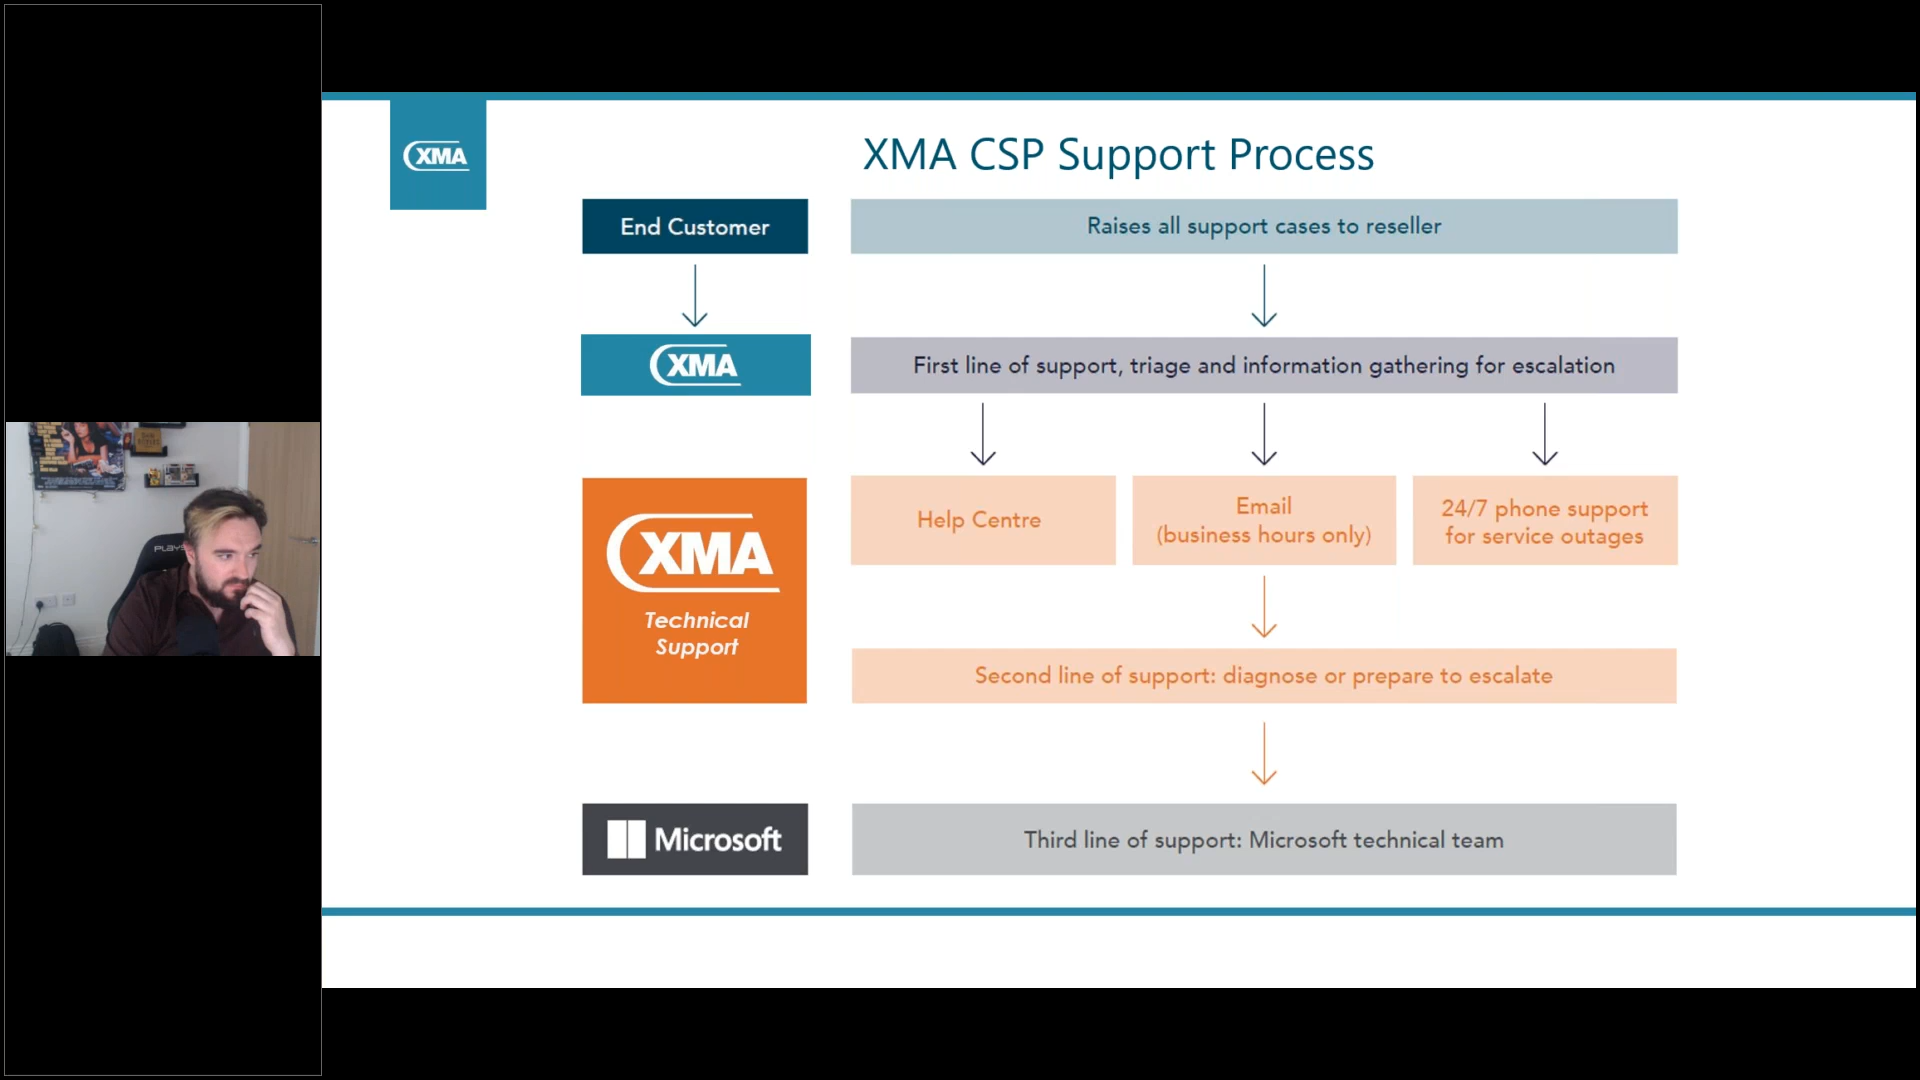 XMA
XMA CSP Support Process
End Customer
Raises all support cases to reseller
XMA
First line of support, triage and information gathering for escalation
Help Centre
Email
(business hours only)
24/7 phone support
for service outages
XMA
Technical
Support
Second line of support: diagnose or prepare to escalate
Microsoft
Third line of support: Microsoft technical team
PLAYS